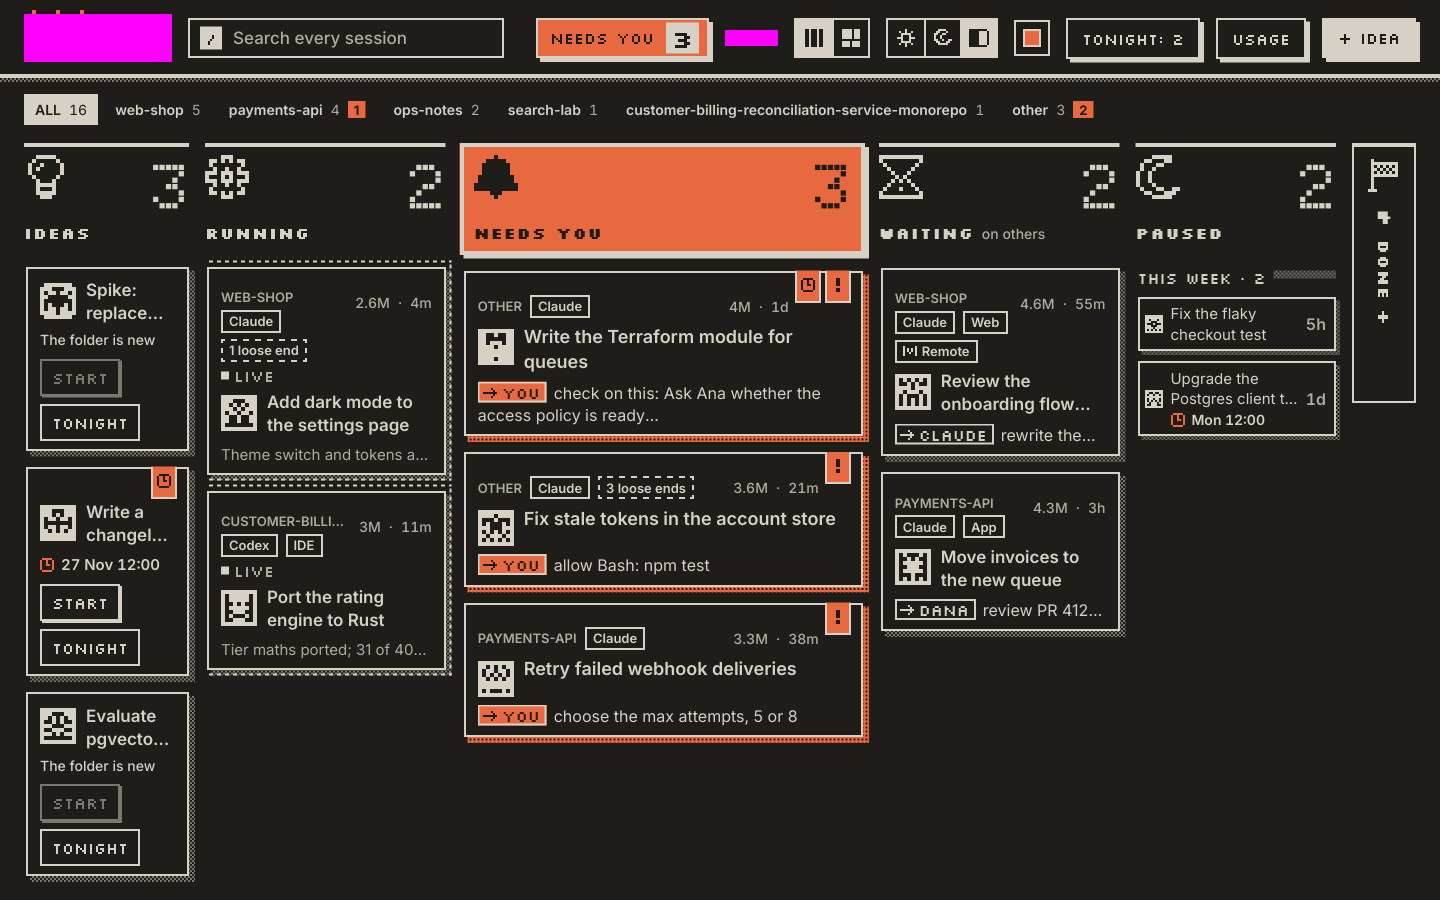 / Search every session
NEEDS YOU 3
TONIGHT: 2
USAGE
+ IDEA
ALL 16
web-shop 5
payments-api 4 1
ops-notes 2
search-lab 1
customer-billing-reconciliation-service-monorepo 1
other 3 2
3
IDEAS
Spike:
replace...
The folder is new
START
TONIGHT
Write a
changel...
27 Nov 12:00
START
TONIGHT
Evaluate
pgvecto...
The folder is new
START
TONIGHT
2
RUNNING
WEB-SHOP 2.6M · 4m
Claude
1 loose end
LIVE
Add dark mode to
the settings page
Theme switch and tokens a...
CUSTOMER-BILLI... 3M · 11m
Codex IDE
LIVE
Port the rating
engine to Rust
Tier maths ported; 31 of 40...
3
NEEDS YOU
!
OTHER Claude 4M · 1d
Write the Terraform module for
queues
→ YOU check on this: Ask Ana whether the
access policy is ready...
!
OTHER Claude 3 loose ends 3.6M · 21m
Fix stale tokens in the account store
→ YOU allow Bash: npm test
!
PAYMENTS-API Claude 3.3M · 38m
Retry failed webhook deliveries
→ YOU choose the max attempts, 5 or 8
2
WAITING on others
WEB-SHOP 4.6M · 55m
Claude Web
Remote
Review the
onboarding flow...
→ CLAUDE rewrite the...
PAYMENTS-API 4.3M · 3h
Claude App
Move invoices to
the new queue
→ DANA review PR 412...
2
PAUSED
THIS WEEK · 2
Fix the flaky
checkout test 5h
Upgrade the
Postgres client t... 1d
Mon 12:00
4 DONE +